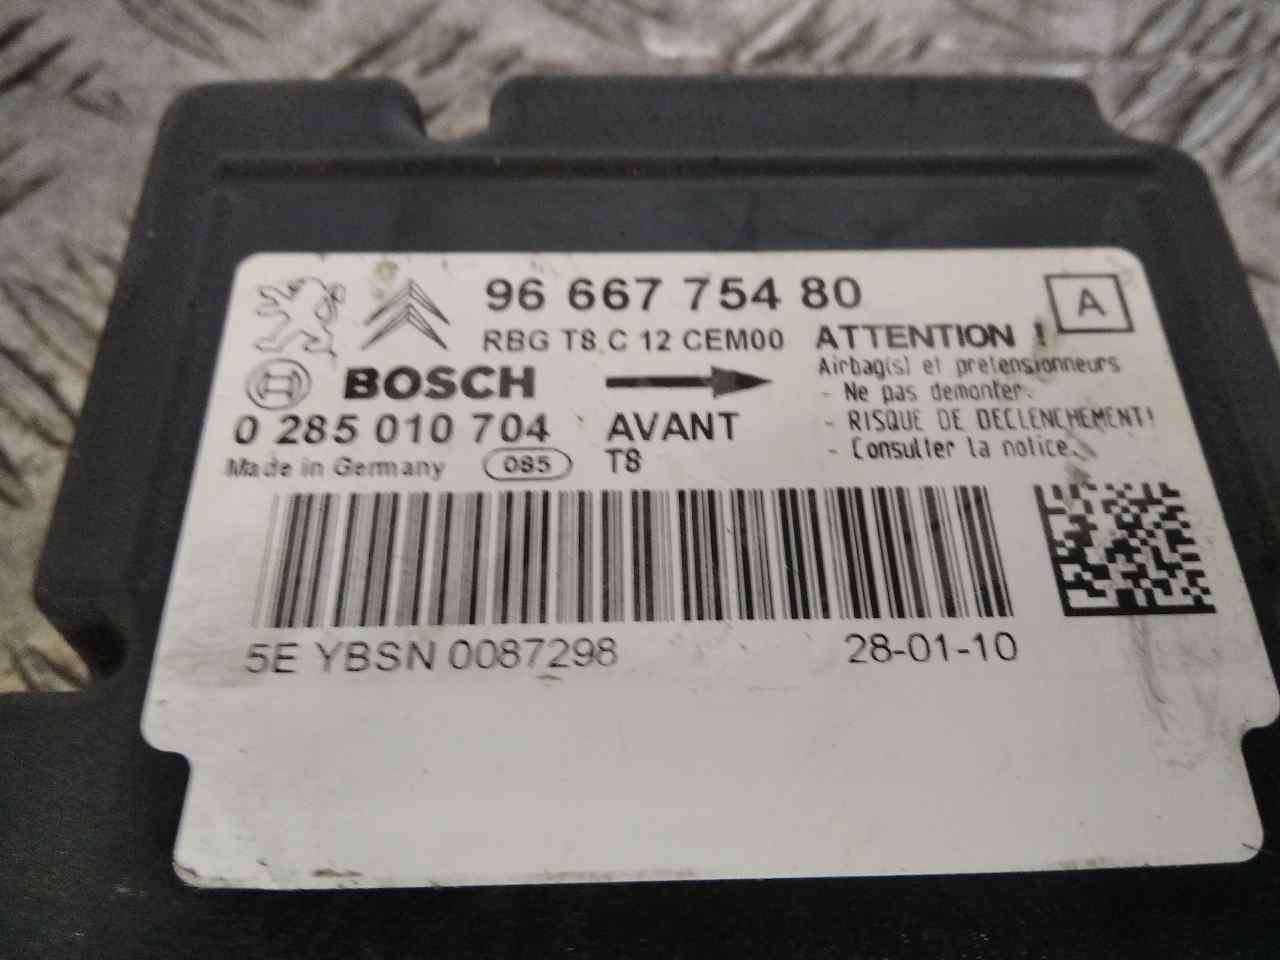 96 667 754 80
A
RBG T8 C 12 CEM00
ATTENTION !
Airbag(s) et pretensionneurs
- Ne pas demonter.
- RISQUE DE DECLENCHEMENT!
- Consulter la notice.
BOSCH
0 285 010 704
AVANT
Made in Germany
085
T8
5E YBSN 0087298
28-01-10